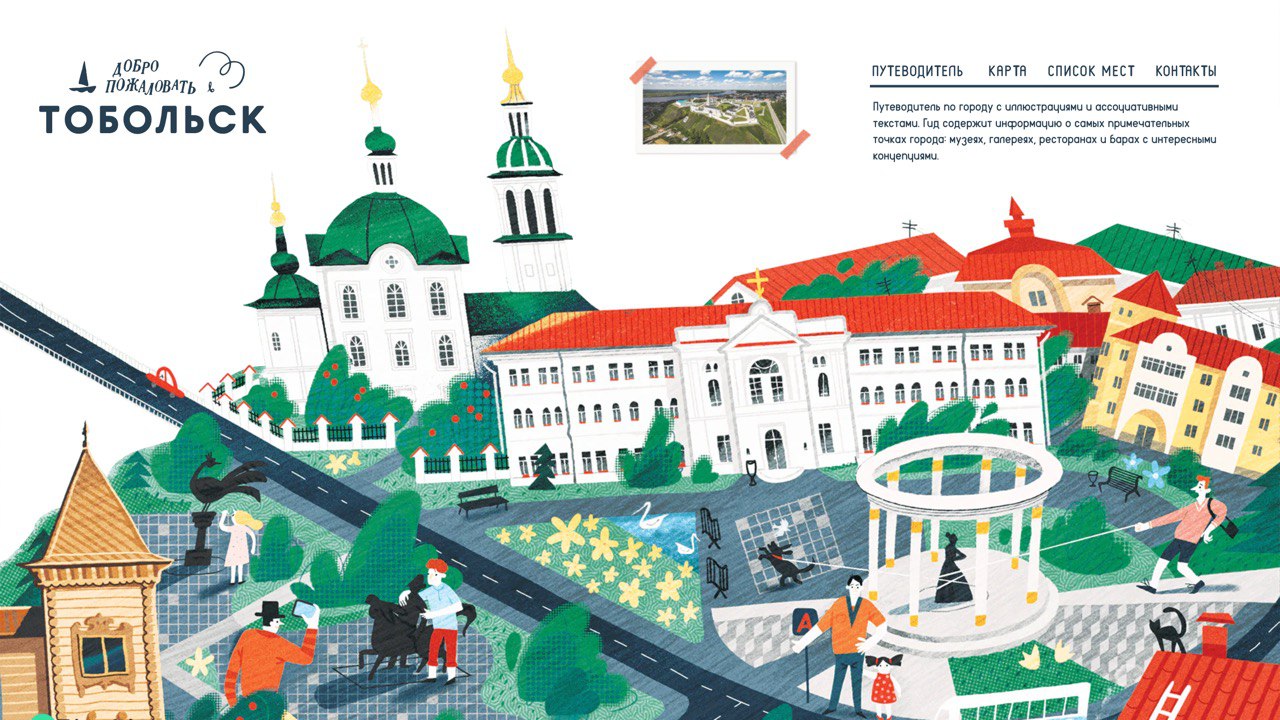 ДОБРО
ПОЖАЛОВАТЬ в
ТОБОЛЬСК
ПУТЕВОДИТЕЛЬ КАРТА СПИСОК МЕСТ КОНТАКТЫ
Путеводитель по городу с иллюстрациями и ассоциативными
текстами. Гид содержит информацию о самых примечательных
точках города: музеях, галереях, ресторанах и барах с интересными
концепциями.
А